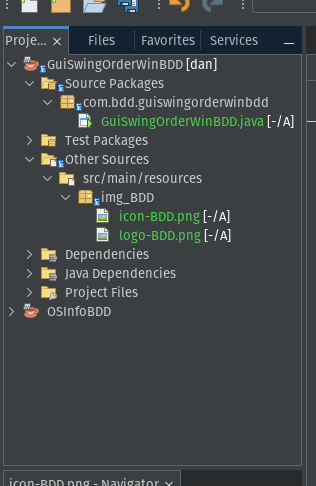 Proje... × Files Favorites Services
GuiSwingOrderWinBDD [dan]
Source Packages
com.bdd.guiswingorderwinbdd
GuiSwingOrderWinBDD.java [-/A]
Test Packages
Other Sources
src/main/resources
img_BDD
icon-BDD.png [-/A]
logo-BDD.png [-/A]
Dependencies
Java Dependencies
Project Files
OSInfoBDD
icon-BDD.png - Navigator ×